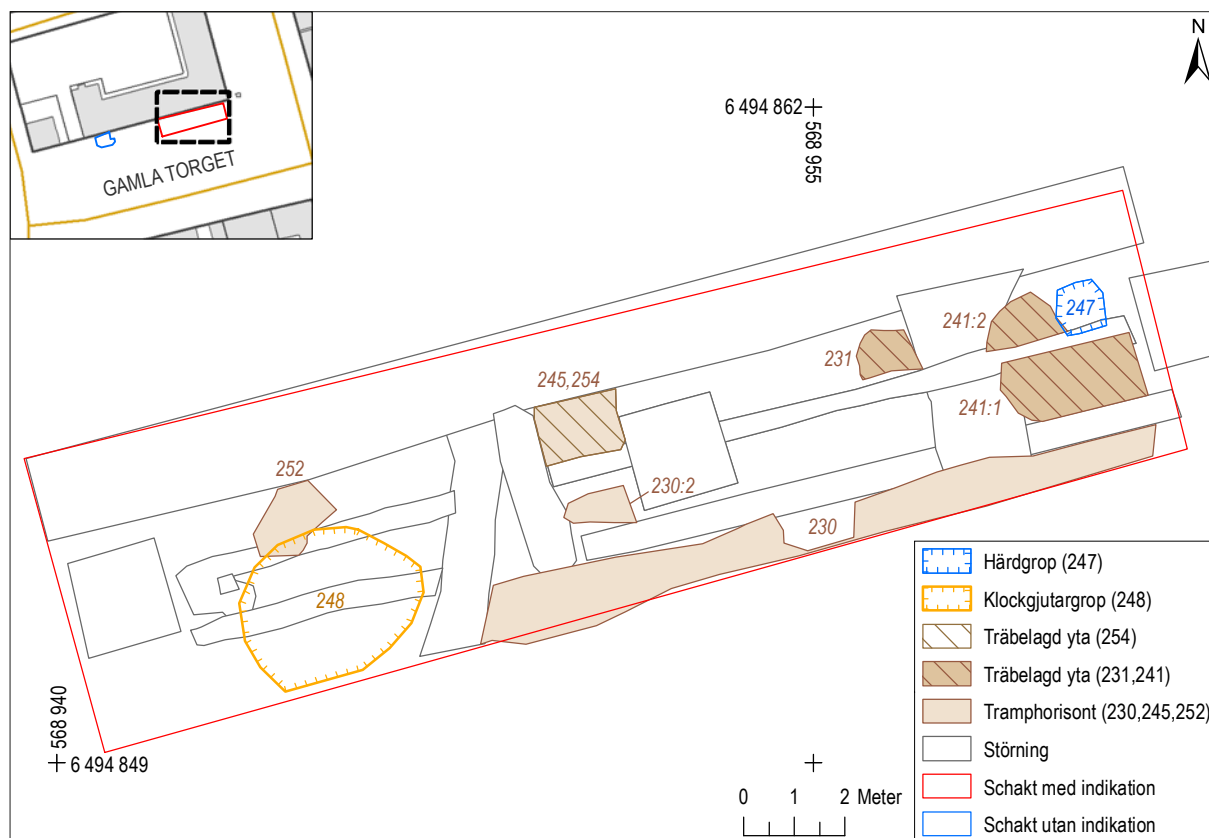 GAMLA TORGET
N
6 494 862
568 955
241:2
247
231
245,254
241:1
252
230:2
230
248
568 940
6 494 849
0 1 2 Meter
Härdgrop (247)
Klockgjutargrop (248)
Träbelagd yta (254)
Träbelagd yta (231,241)
Tramphorisont (230,245,252)
Störning
Schakt med indikation
Schakt utan indikation